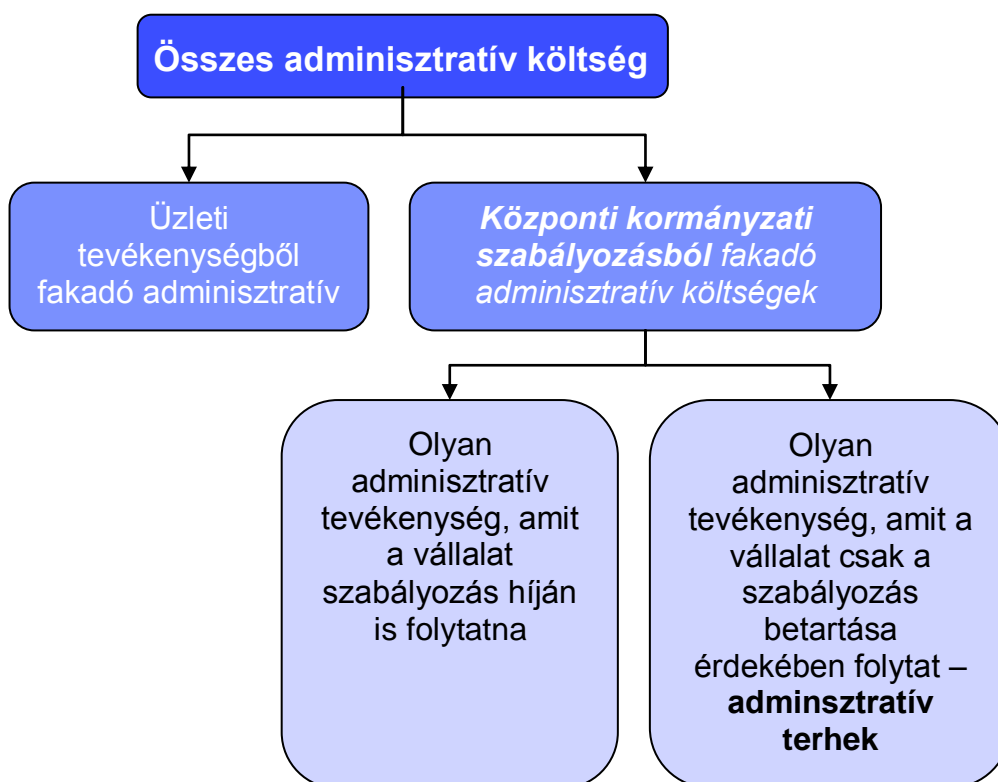 Összes adminisztratív költség
Üzleti
tevékenységből
fakadó adminisztratív
Központi kormányzati
szabályozásból fakadó
adminisztratív költségek
Olyan
adminisztratív
tevékenység, amit
a vállalat
szabályozás híján
is folytatna
Olyan
adminisztratív
tevékenység, amit a
vállalat csak a
szabályozás
betartása
érdekében folytat –
adminsztratív
terhek